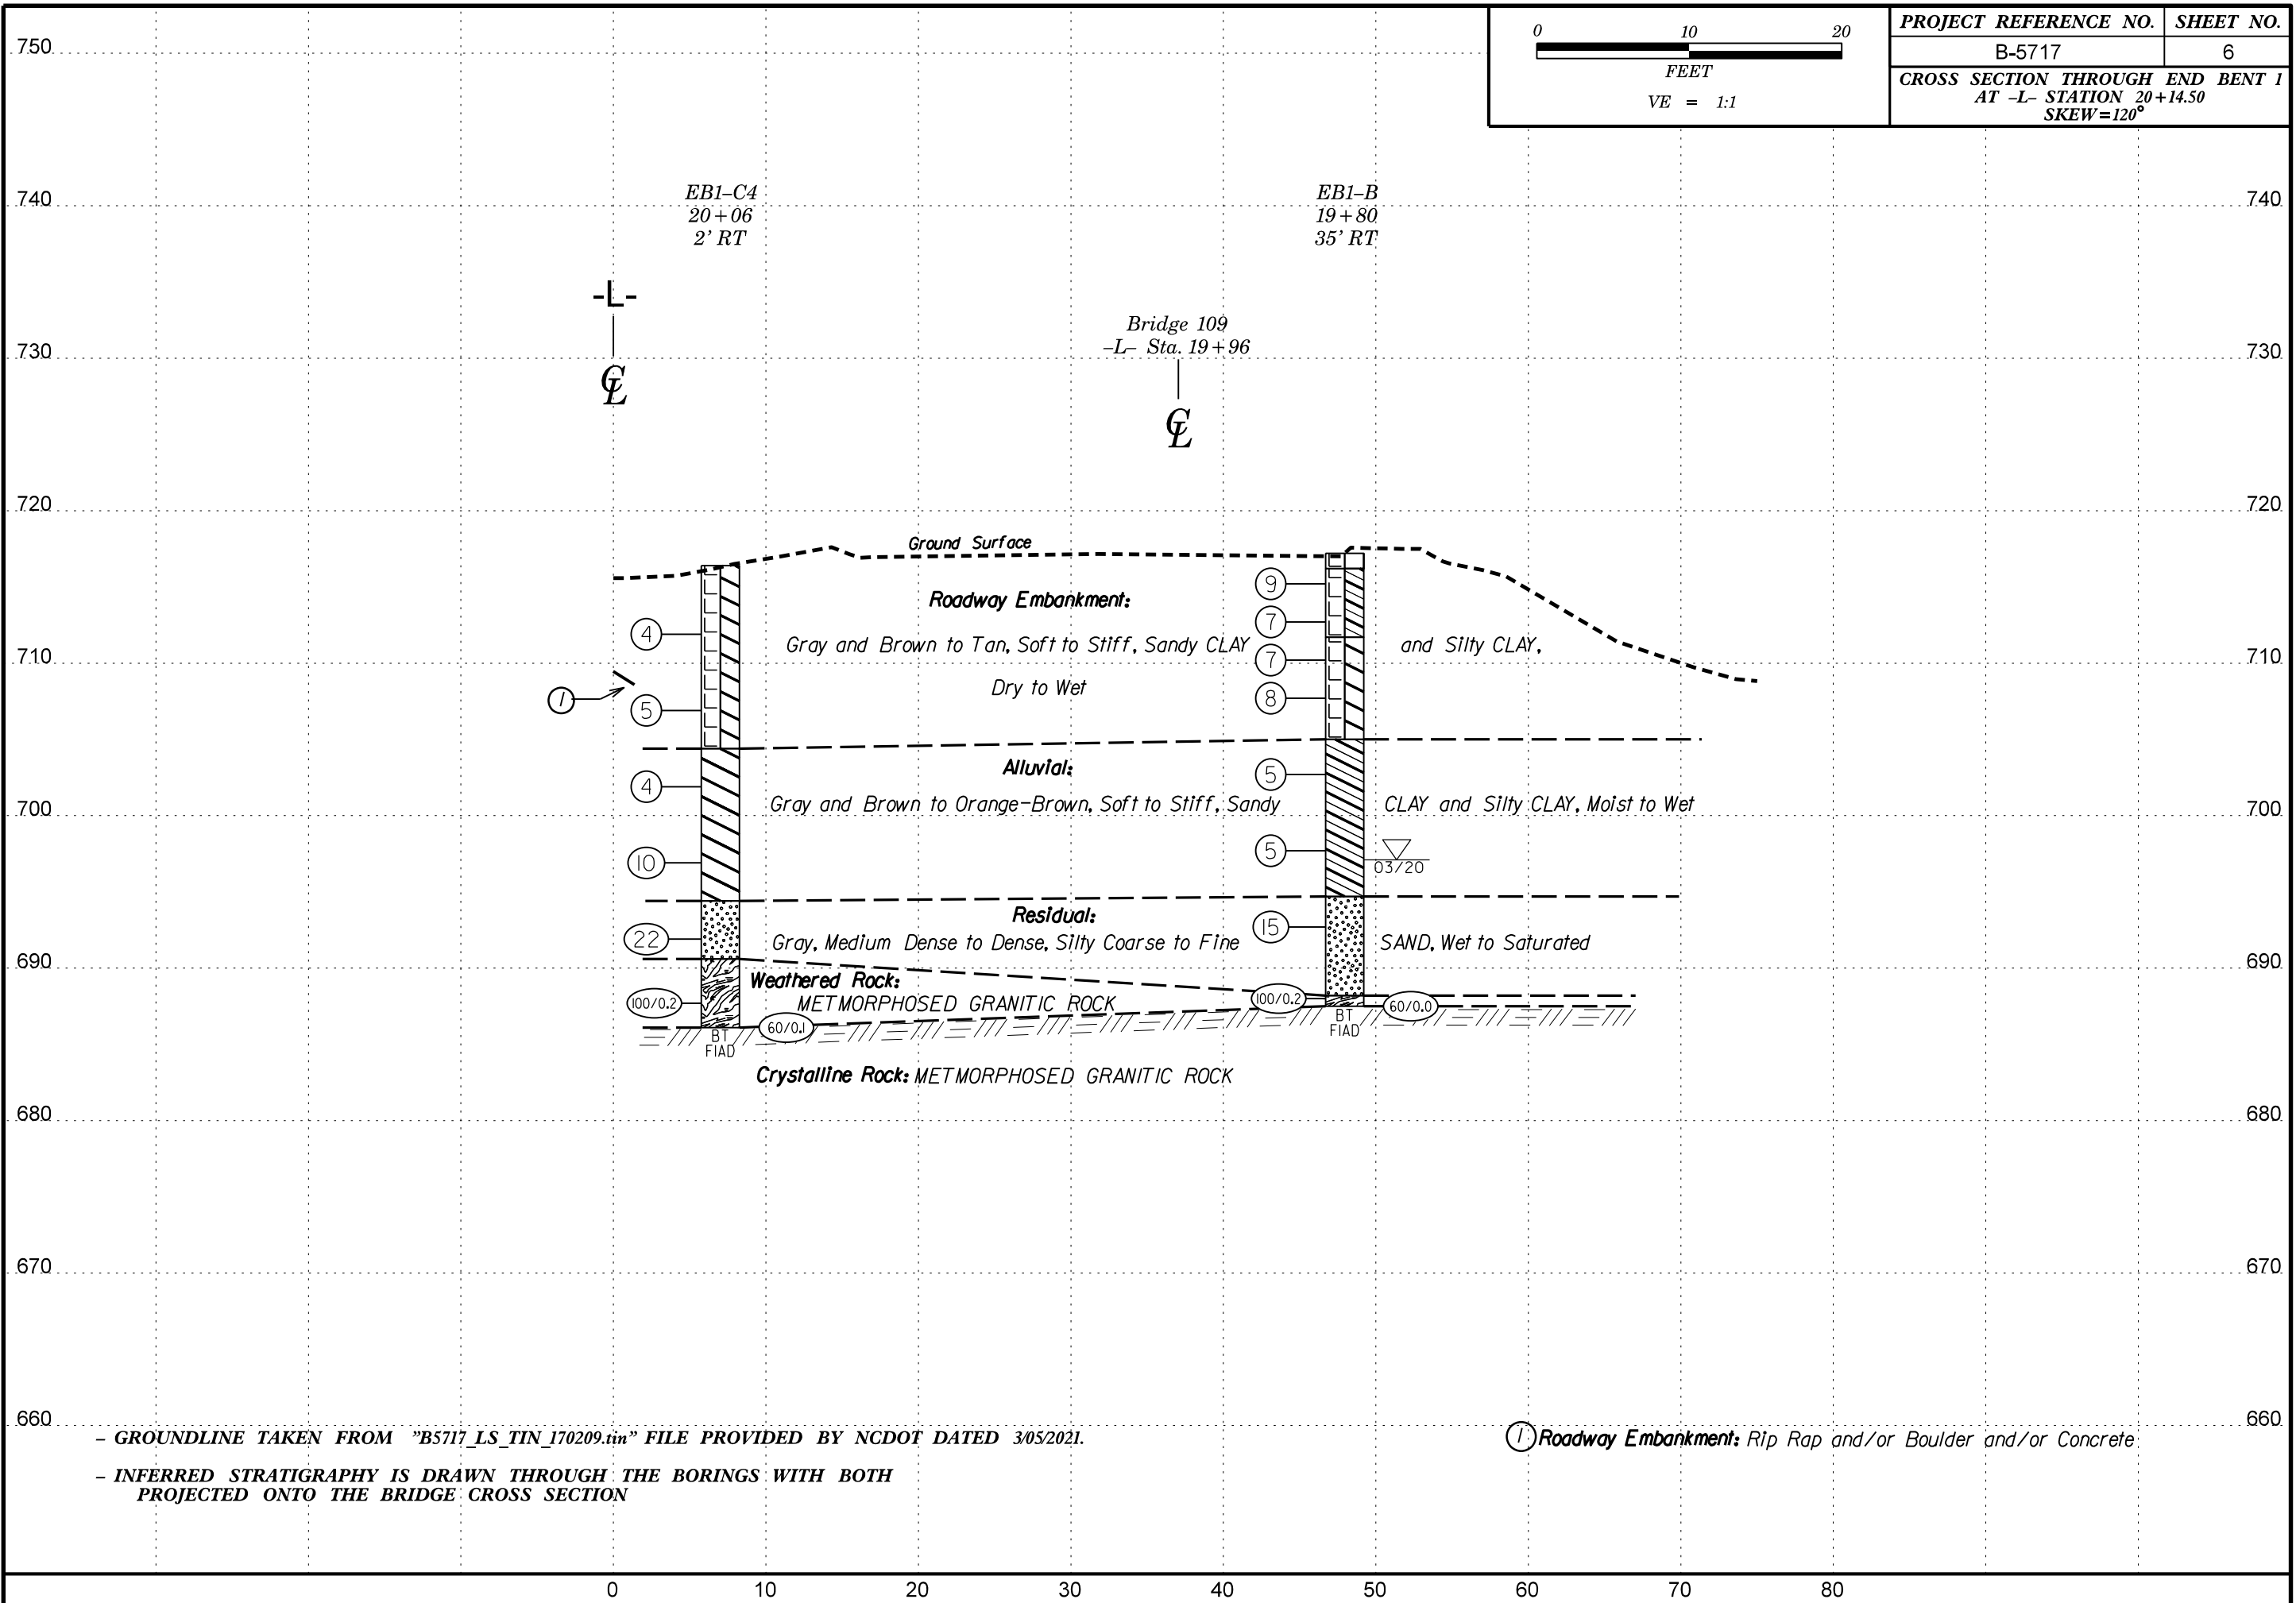 0 10 20
FEET
VE = 1:1
PROJECT REFERENCE NO. SHEET NO.
B-5717 6
CROSS SECTION THROUGH END BENT 1
AT -L- STATION 20+14.50
SKEW=120°
750
740 740
730 730
720 720
710 710
700 700
690 690
680 680
670 670
660 660
EB1-C4
20+06
2' RT
EB1-B
19+80
35' RT
-L-
℄
Bridge 109
-L- Sta. 19+96
℄
Ground Surface
Roadway Embankment:
Gray and Brown to Tan, Soft to Stiff, Sandy CLAY and Silty CLAY,
Dry to Wet
4
1
5
9
7
7
8
Alluvial:
Gray and Brown to Orange-Brown, Soft to Stiff, Sandy CLAY and Silty CLAY, Moist to Wet
4
10
5
5
03/20
Residual:
Gray, Medium Dense to Dense, Silty Coarse to Fine SAND, Wet to Saturated
22
15
Weathered Rock:
METMORPHOSED GRANITIC ROCK
100/0.2
60/0.1
100/0.2
60/0.0
BT
FIAD
BT
FIAD
Crystalline Rock: METMORPHOSED GRANITIC ROCK
- GROUNDLINE TAKEN FROM "B5717_LS_TIN_170209.tin" FILE PROVIDED BY NCDOT DATED 3/05/2021.
- INFERRED STRATIGRAPHY IS DRAWN THROUGH THE BORINGS WITH BOTH
PROJECTED ONTO THE BRIDGE CROSS SECTION
1 Roadway Embankment: Rip Rap and/or Boulder and/or Concrete
0 10 20 30 40 50 60 70 80